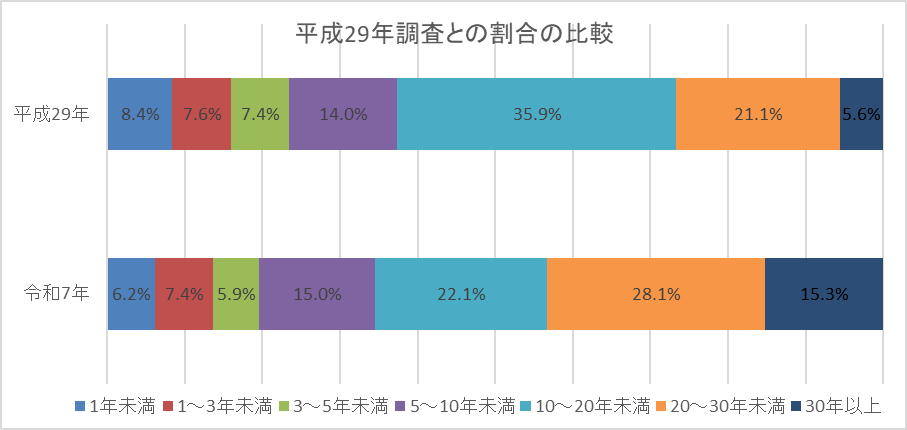 平成29年調査との割合の比較
平成29年
8.4%
7.6%
7.4%
14.0%
35.9%
21.1%
5.6%
令和7年
6.2%
7.4%
5.9%
15.0%
22.1%
28.1%
15.3%
1年未満
1～3年未満
3～5年未満
5～10年未満
10～20年未満
20～30年未満
30年以上